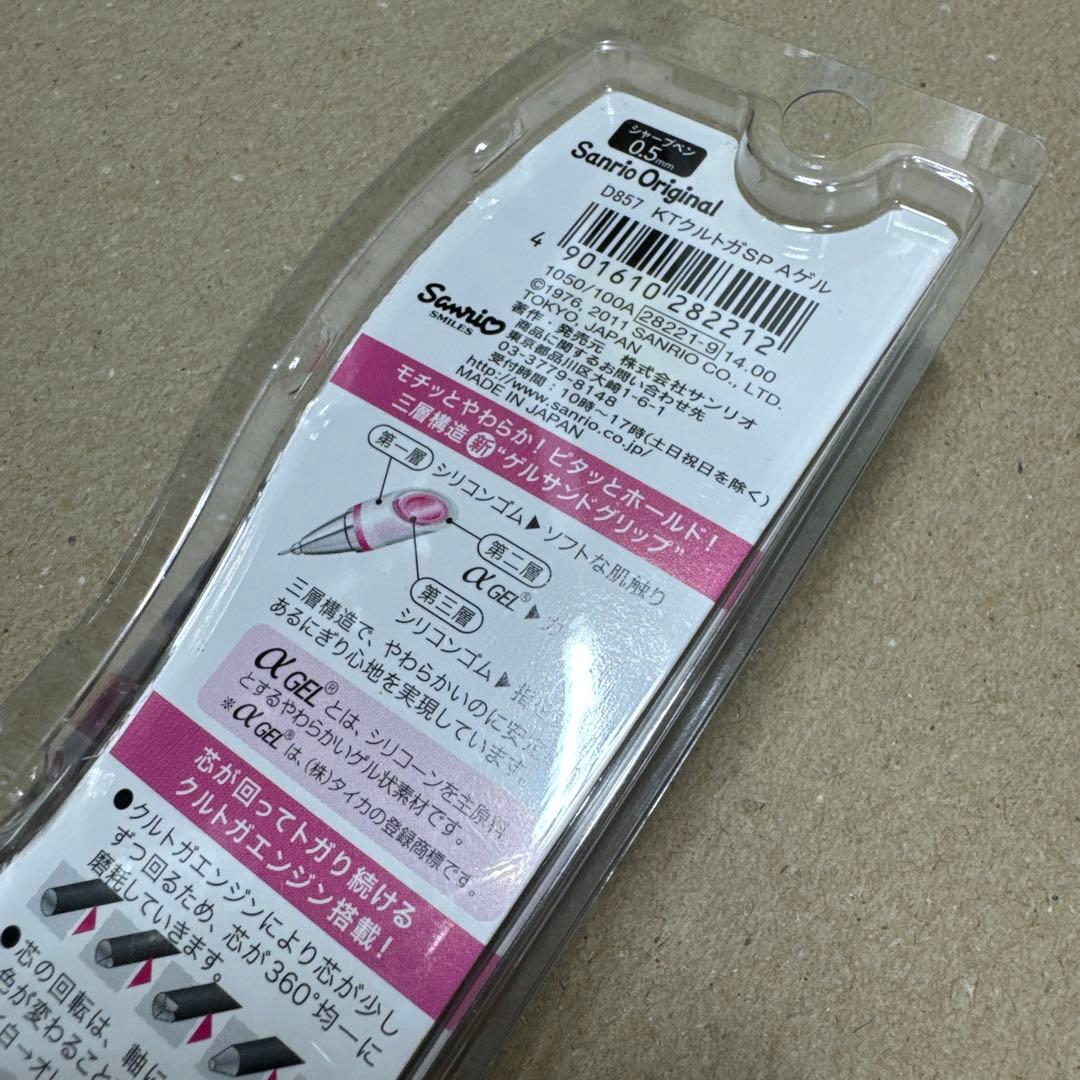 シャープペン
0.5mm
Sanrio Original
D857 KTクルトガSP Aゲル
4 901610 282212
1050/100A 28221-9 14.00
©1976, 2011 SANRIO CO., LTD.
TOKYO, JAPAN
著作・発売元 株式会社サンリオ
商品に関するお問い合わせ先
東京都品川区大崎1-6-1
03-3779-8148
受付時間：10時～17時(土日祝日を除く)
http://www.sanrio.co.jp/
MADE IN JAPAN
Sanrio
SMILES
モチッとやわらか！ピタッとホールド！
三層構造 新 "ゲルサンドグリップ"
第一層 シリコンゴム▶ソフトな肌触り
第二層
αGEL®▶
第三層
シリコンゴム▶
三層構造で、やわらかいのに安定
あるにぎり心地を実現しています。
αGEL®とは、シリコーンを主原料
とするやわらかいゲル状素材です。
※αGEL®は、(株)タイカの登録商標です。
芯が回ってトガり続ける
クルトガエンジン搭載！
●クルトガエンジンにより芯が少し
ずつ回るため、芯が360°均一に
磨耗していきます。
●芯の回転は、軸に
色が変わること
白→オレ